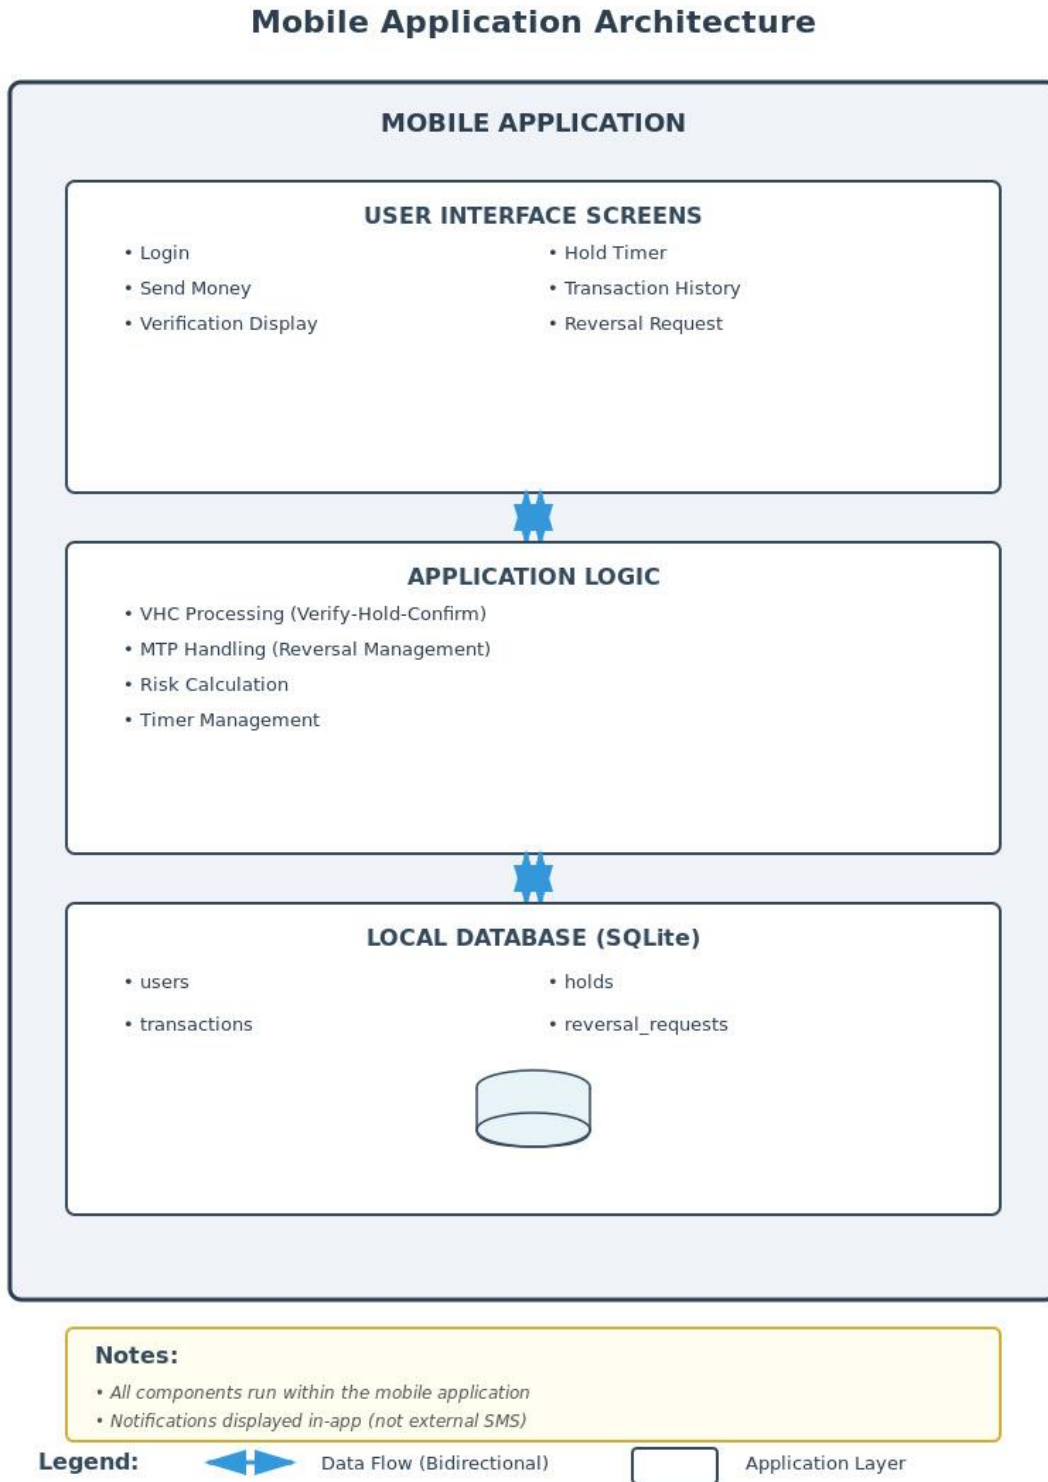 Mobile Application Architecture
MOBILE APPLICATION
USER INTERFACE SCREENS
• Login
• Send Money
• Verification Display
• Hold Timer
• Transaction History
• Reversal Request
APPLICATION LOGIC
• VHC Processing (Verify-Hold-Confirm)
• MTP Handling (Reversal Management)
• Risk Calculation
• Timer Management
LOCAL DATABASE (SQLite)
• users
• transactions
• holds
• reversal_requests
Notes:
• All components run within the mobile application
• Notifications displayed in-app (not external SMS)
Legend:
Data Flow (Bidirectional)
Application Layer